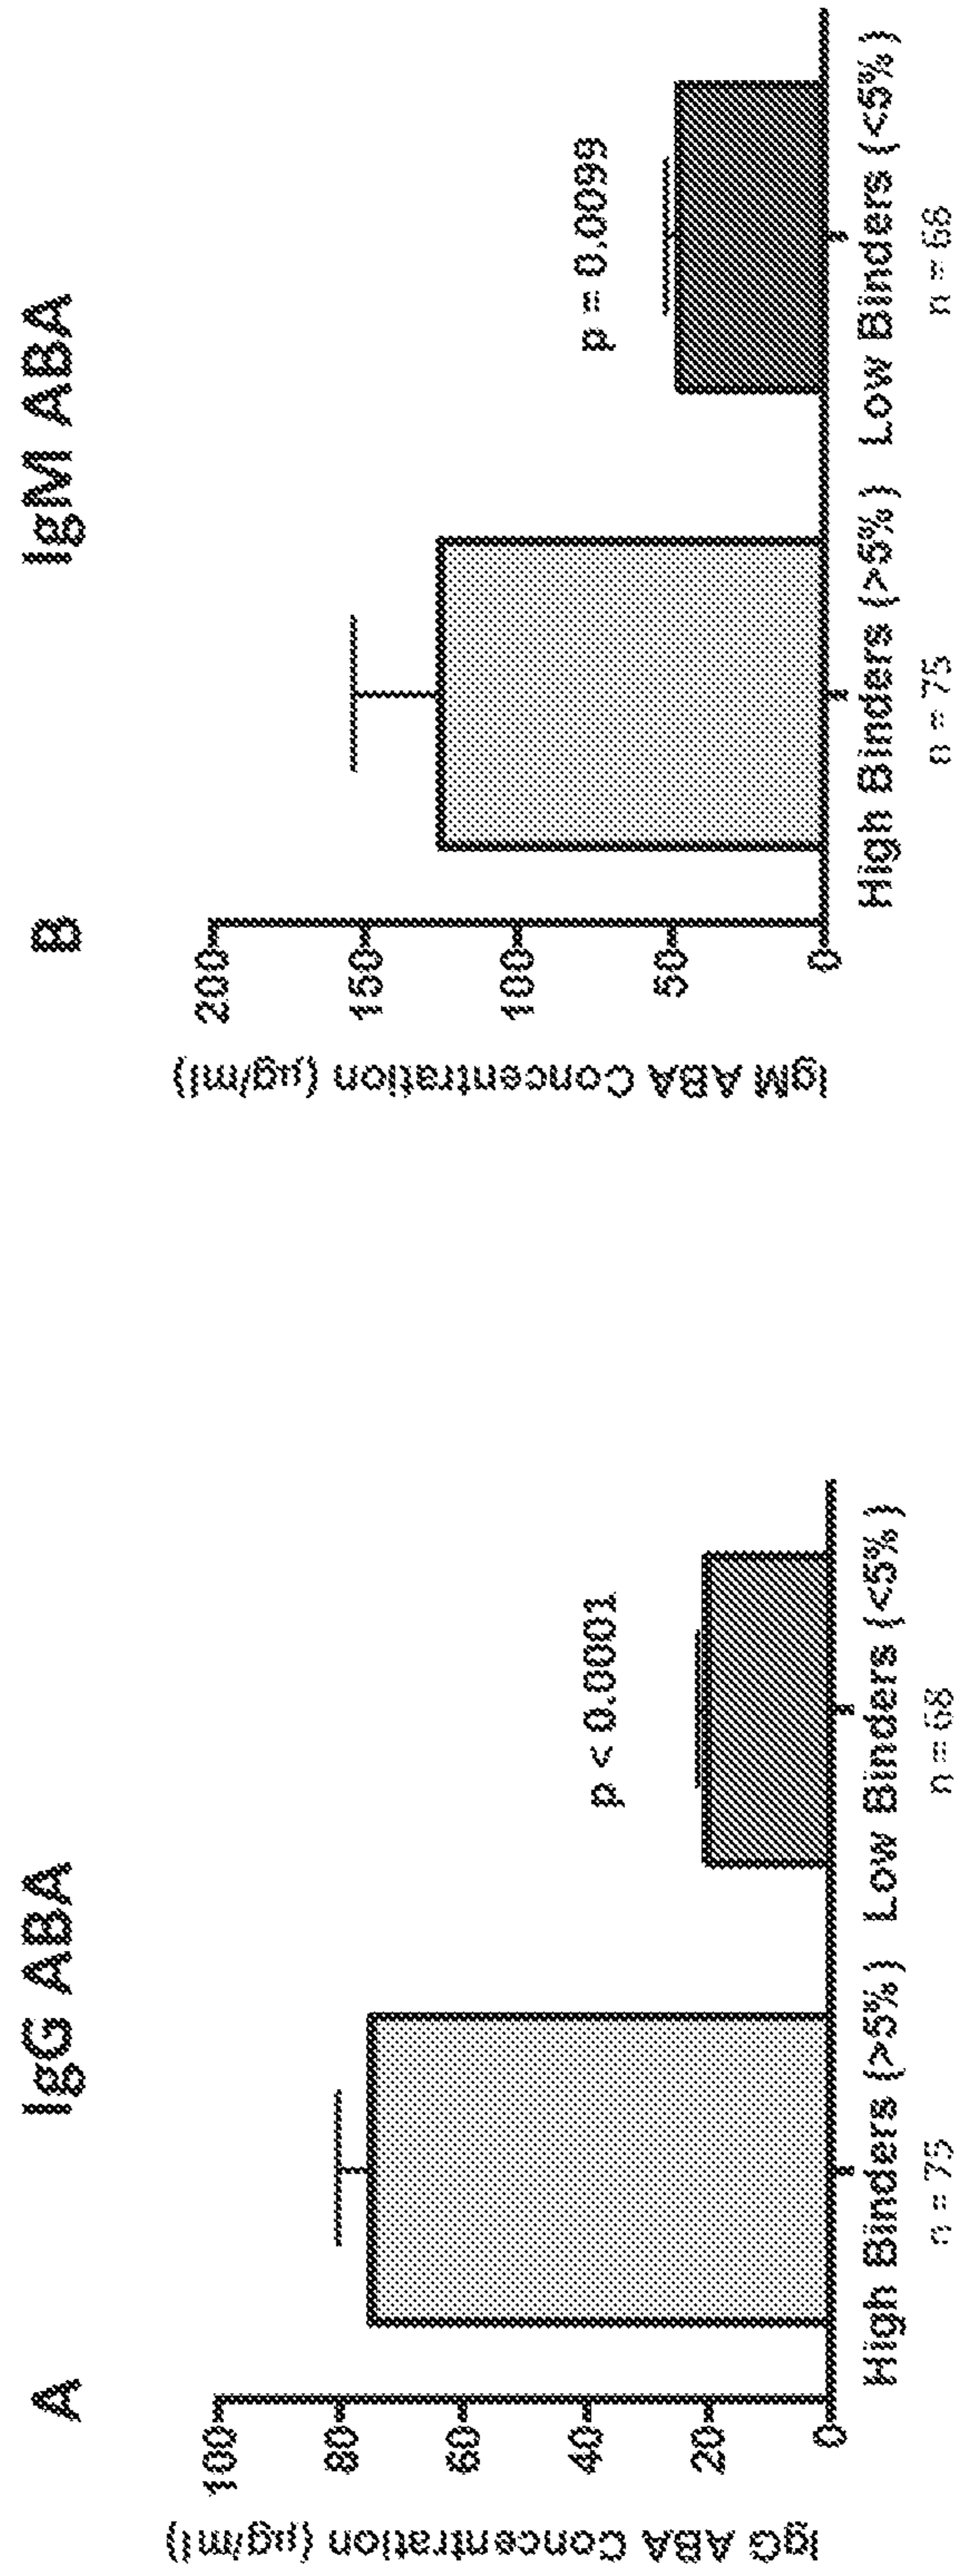 A
IgG ABA
IgG ABA Concentration (µg/ml)
100
80
60
40
20
0
p < 0.0001
High Binders (>5%) Low Binders (<5%)
n = 75 n = 68
B
IgM ABA
IgM ABA Concentration (µg/ml)
200
150
100
50
0
p = 0.0099
High Binders (>5%) Low Binders (<5%)
n = 75 n = 68